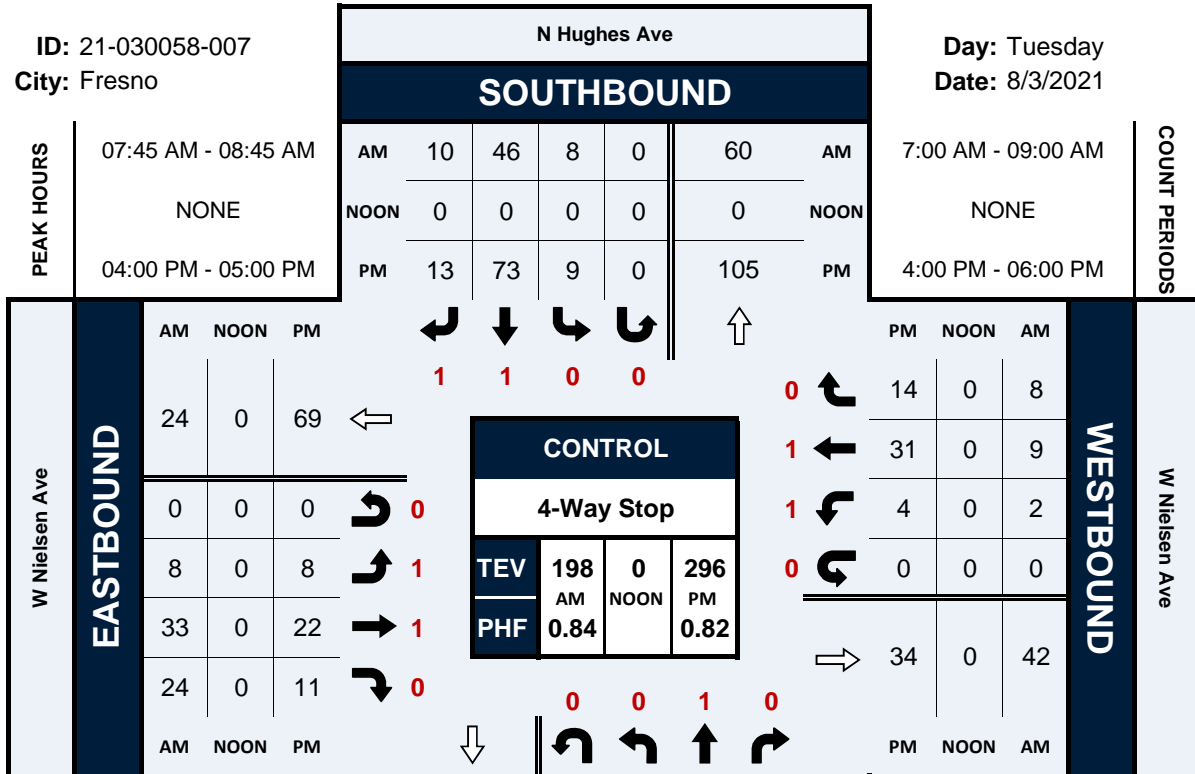 N Hughes Ave
ID: 21-030058-007
Day: Tuesday
City: Fresno
Date: 8/3/2021
SOUTHBOUND
PEAK HOURS
07:45 AM - 08:45 AM
NONE
04:00 PM - 05:00 PM
AM 10 46 8 0 60 AM
NOON 0 0 0 0 0 NOON
PM 13 73 9 0 105 PM
7:00 AM - 09:00 AM
NONE
4:00 PM - 06:00 PM
COUNT PERIODS
1 1 0 0
W Nielsen Ave
EASTBOUND
AM NOON PM
24 0 69
0 0 0 0
8 0 8 1
33 0 22 1
24 0 11 0
AM NOON PM
CONTROL
4-Way Stop
TEV 198 0 296
AM NOON PM
PHF 0.84 0.82
PM NOON AM
0 14 0 8
1 31 0 9
1 4 0 2
0 0 0 0
34 0 42
PM NOON AM
WESTBOUND
W Nielsen Ave
0 0 1 0